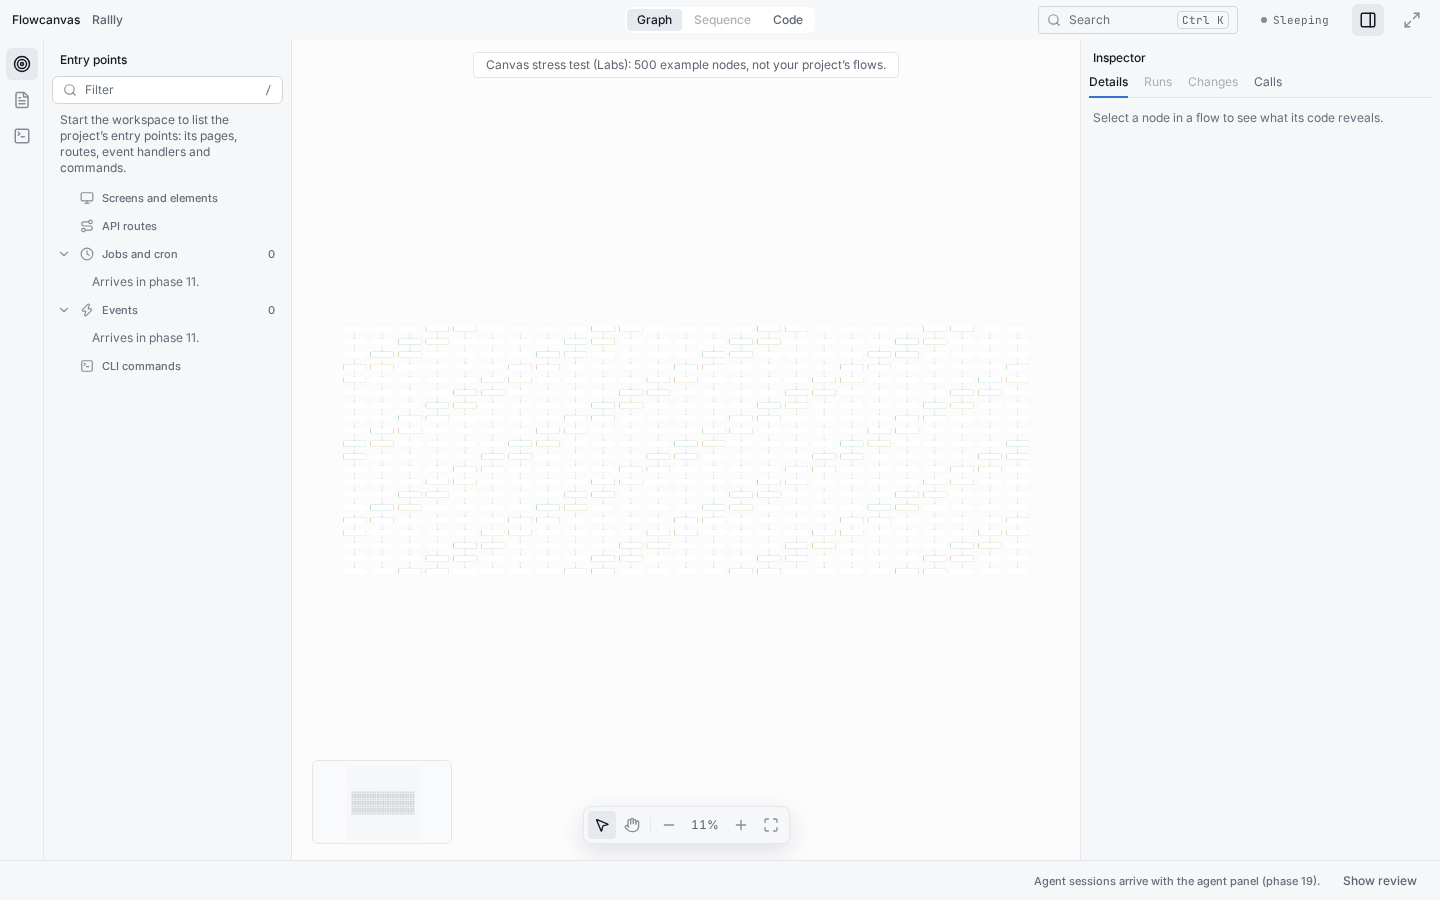 Flowcanvas Rallly
Graph Sequence Code
Search Ctrl K
Sleeping
Entry points
Filter /
Start the workspace to list the
project’s entry points: its pages,
routes, event handlers and
commands.
Screens and elements
API routes
Jobs and cron 0
Arrives in phase 11.
Events 0
Arrives in phase 11.
CLI commands
Canvas stress test (Labs): 500 example nodes, not your project’s flows.
11%
Inspector
Details Runs Changes Calls
Select a node in a flow to see what its code reveals.
Agent sessions arrive with the agent panel (phase 19). Show review